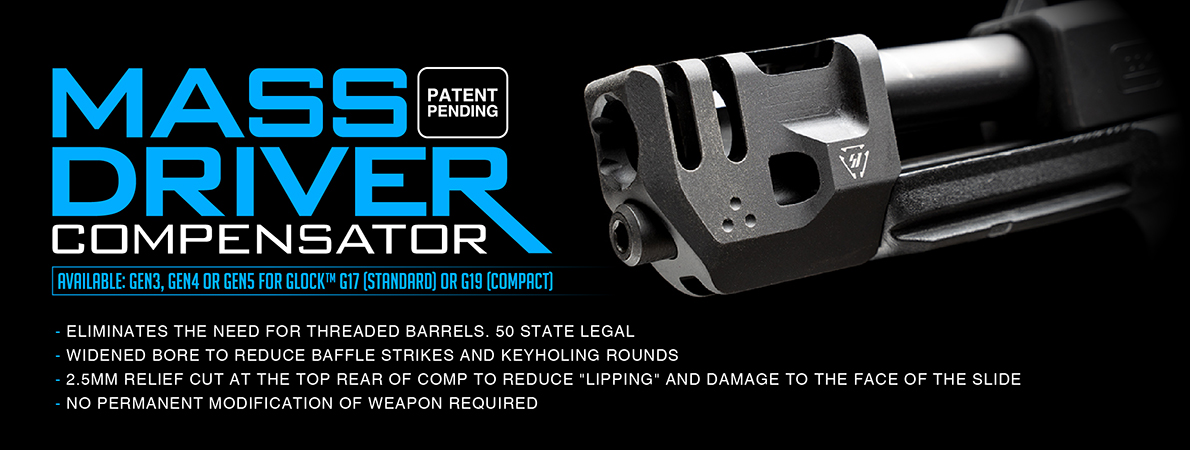 MASS
PATENT
PENDING
DRIVER
COMPENSATOR
AVAILABLE: GEN3, GEN4 OR GEN5 FOR GLOCK™ G17 (STANDARD) OR G19 (COMPACT)
- ELIMINATES THE NEED FOR THREADED BARRELS. 50 STATE LEGAL
- WIDENED BORE TO REDUCE BAFFLE STRIKES AND KEYHOLING ROUNDS
- 2.5MM RELIEF CUT AT THE TOP REAR OF COMP TO REDUCE "LIPPING" AND DAMAGE TO THE FACE OF THE SLIDE
- NO PERMANENT MODIFICATION OF WEAPON REQUIRED